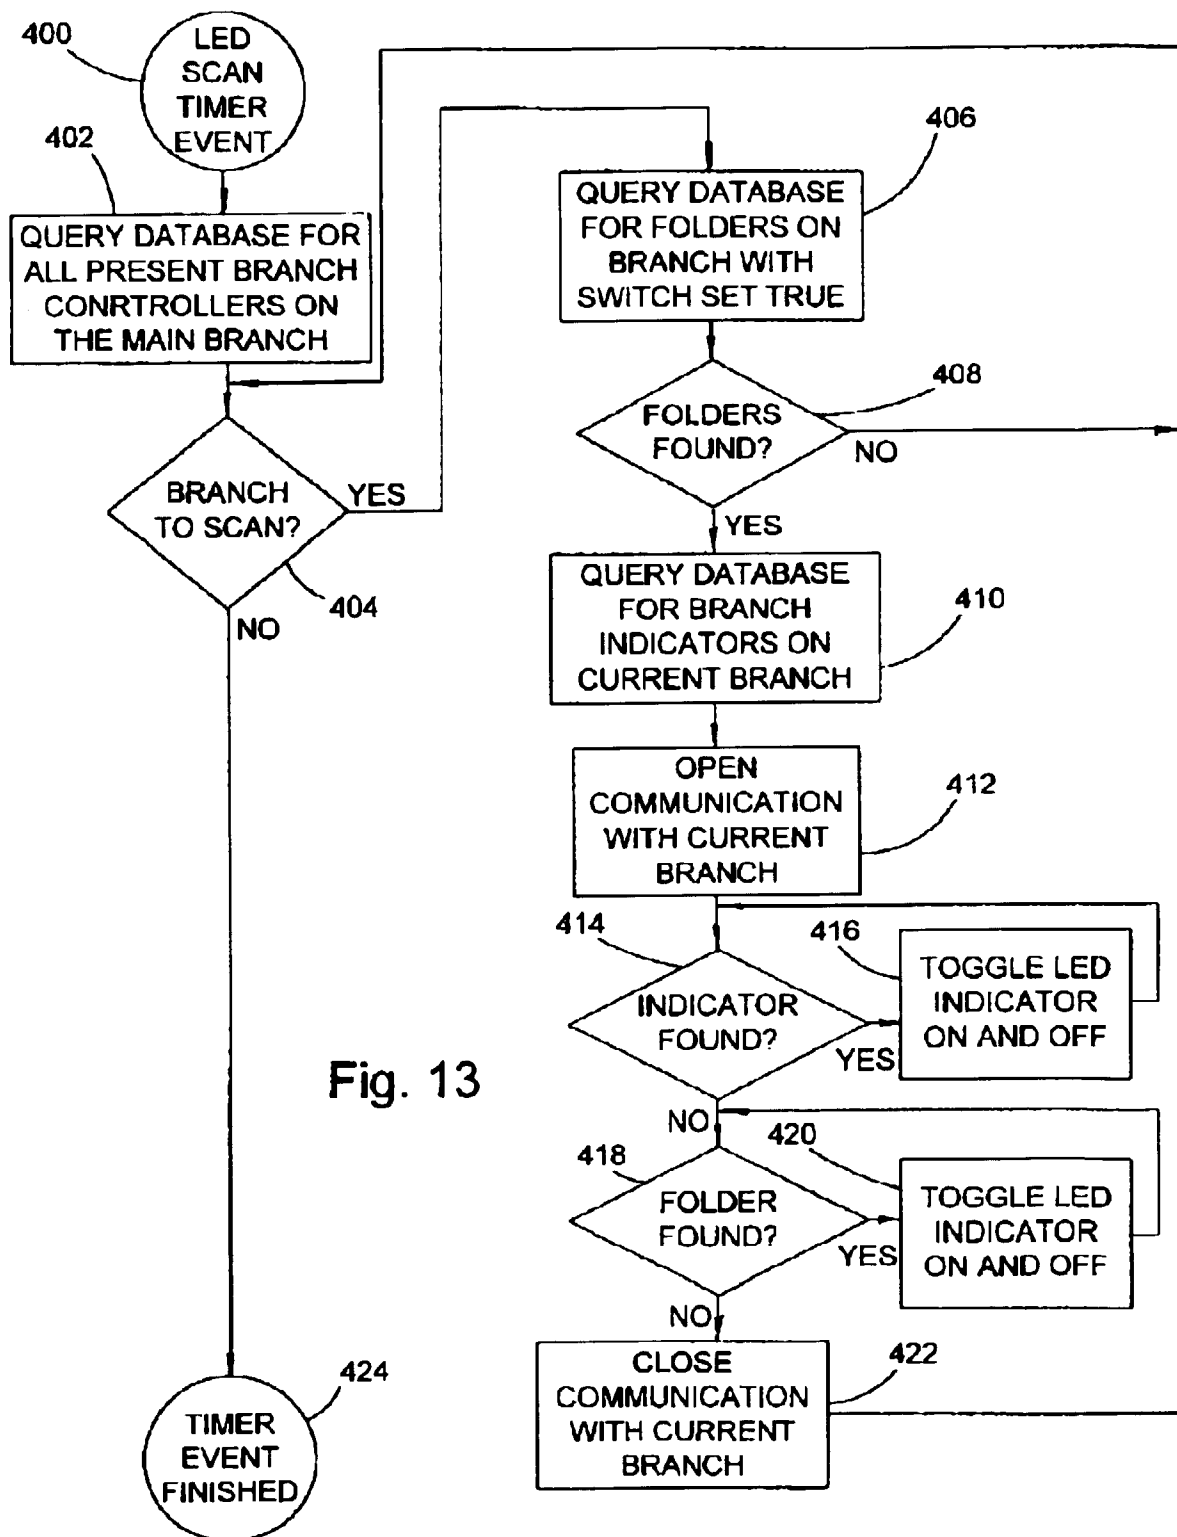 400
LED
SCAN
TIMER
EVENT
402
QUERY DATABASE FOR
ALL PRESENT BRANCH
CONRTROLLERS ON
THE MAIN BRANCH
BRANCH
TO SCAN?
YES
404
NO
406
QUERY DATABASE
FOR FOLDERS ON
BRANCH WITH
SWITCH SET TRUE
408
FOLDERS
FOUND?
NO
YES
QUERY DATABASE
FOR BRANCH
INDICATORS ON
CURRENT BRANCH
410
OPEN
COMMUNICATION
WITH CURRENT
BRANCH
412
414
INDICATOR
FOUND?
YES
416
TOGGLE LED
INDICATOR
ON AND OFF
NO
418
FOLDER
FOUND?
YES
420
TOGGLE LED
INDICATOR
ON AND OFF
NO
CLOSE
COMMUNICATION
WITH CURRENT
BRANCH
422
424
TIMER
EVENT
FINISHED
Fig. 13